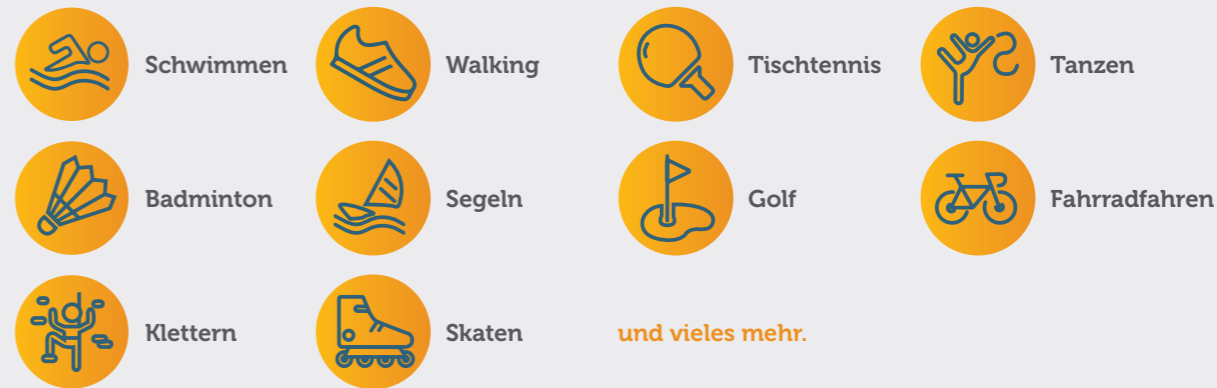 Schwimmen
Walking
Tischtennis
Tanzen
Badminton
Segeln
Golf
Fahrradfahren
Klettern
Skaten
und vieles mehr.